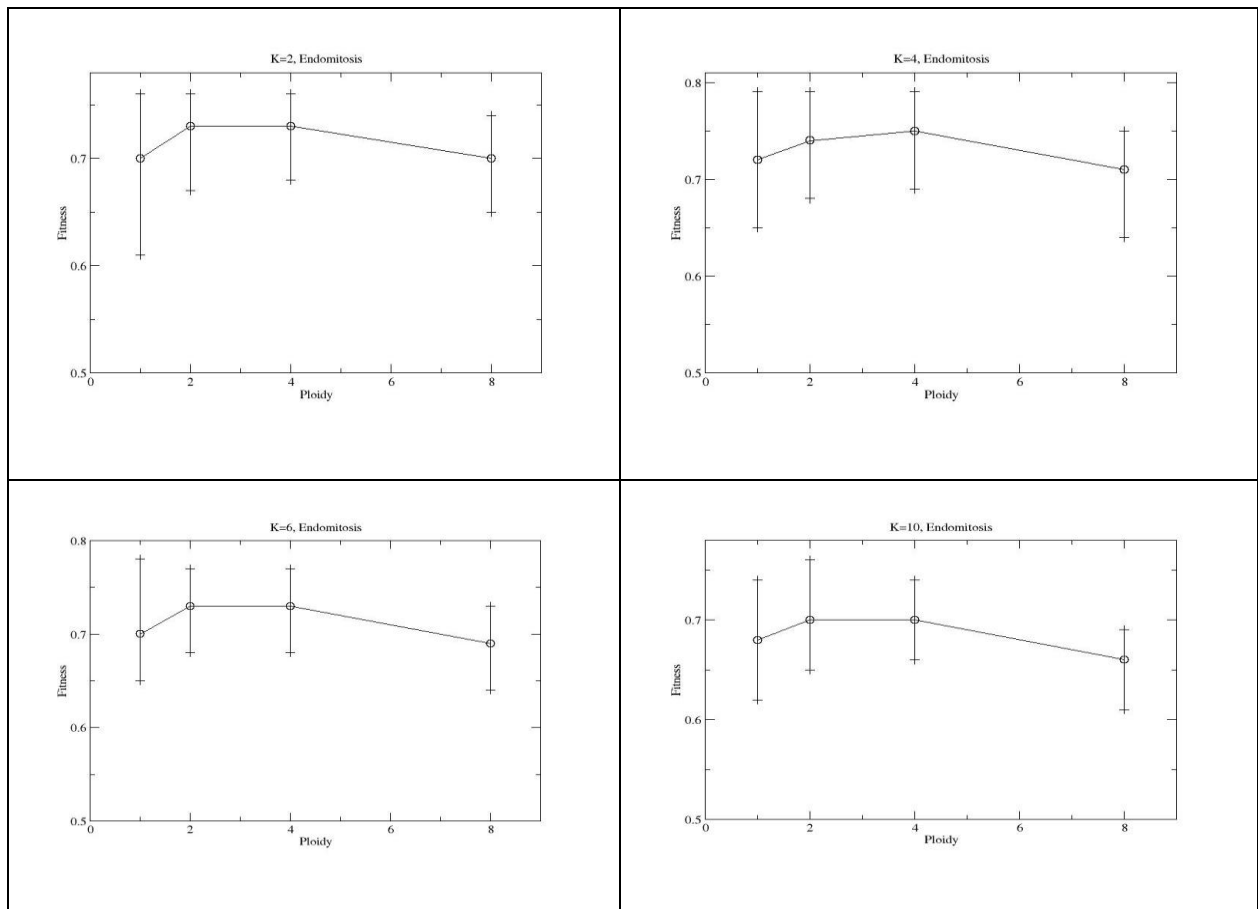 K=2, Endomitosis
0.7
0.6
0.5
Fitness
0 2 4 6 8
Ploidy
K=4, Endomitosis
0.8
0.7
0.6
0.5
Fitness
0 2 4 6 8
Ploidy
K=6, Endomitosis
0.8
0.7
0.6
0.5
Fitness
0 2 4 6 8
Ploidy
K=10, Endomitosis
0.7
0.6
0.5
Fitness
0 2 4 6 8
Ploidy